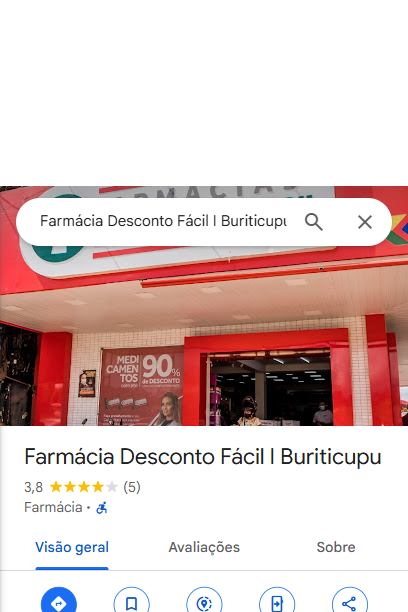 FARMÁCIAS
Farmácia Desconto Fácil | Buriticupu
MEDI
CAMEN
TOS
90%
de DESCONTO
Farmácia Desconto Fácil | Buriticupu
3,8 (5)
Farmácia ·
Visão geral Avaliações Sobre